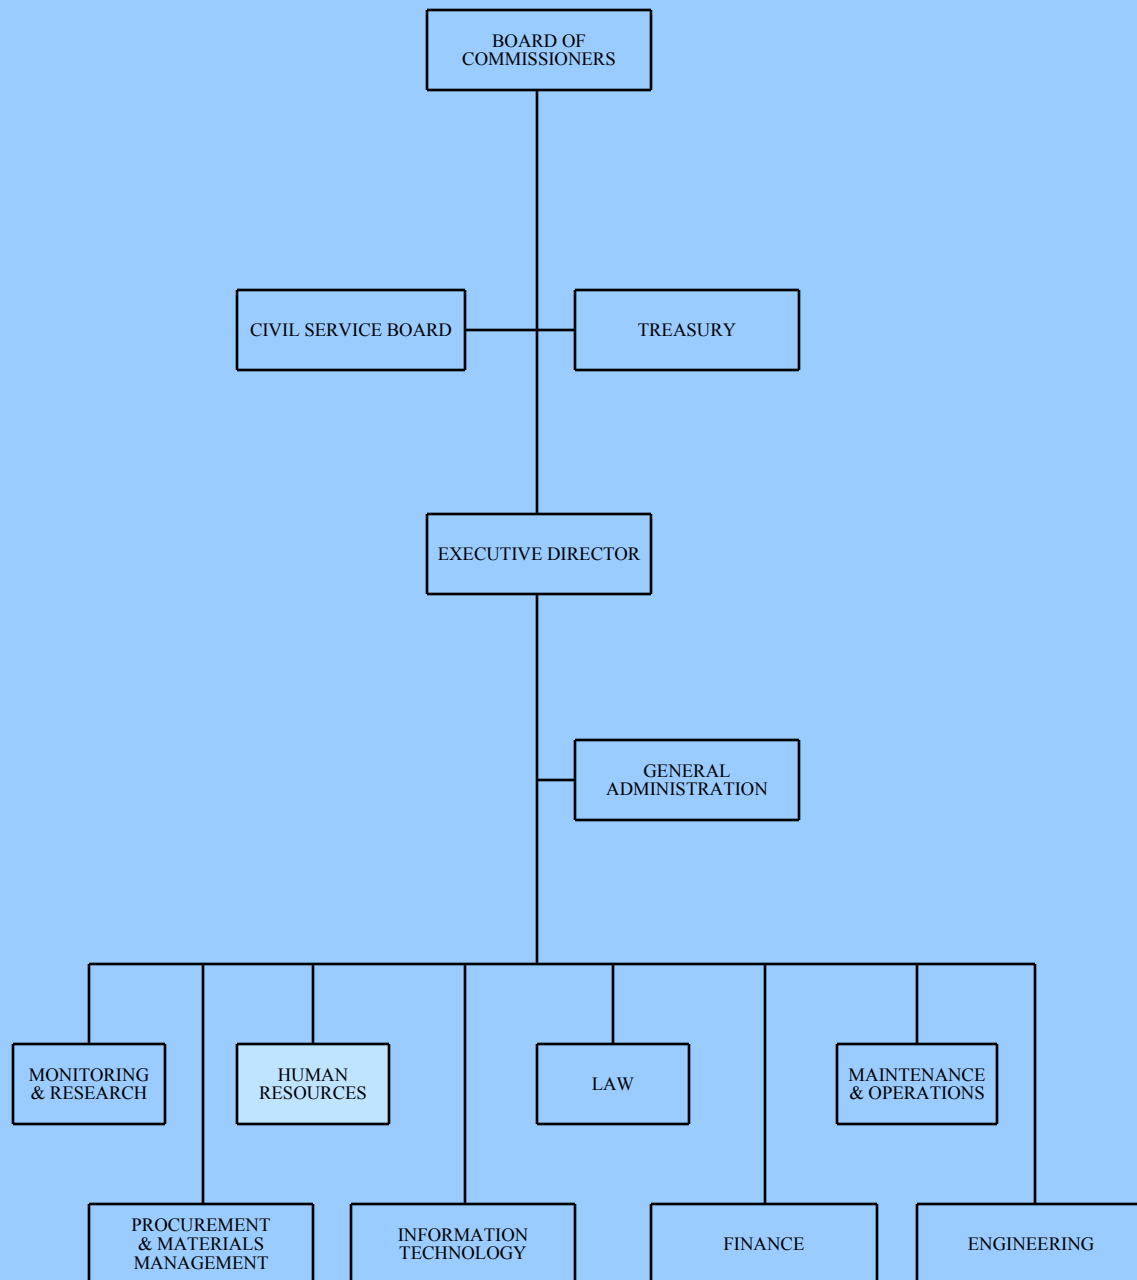 BOARD OF
COMMISSIONERS
CIVIL SERVICE BOARD
TREASURY
EXECUTIVE DIRECTOR
GENERAL
ADMINISTRATION
MONITORING
& RESEARCH
HUMAN
RESOURCES
LAW
MAINTENANCE
& OPERATIONS
PROCUREMENT
& MATERIALS
MANAGEMENT
INFORMATION
TECHNOLOGY
FINANCE
ENGINEERING